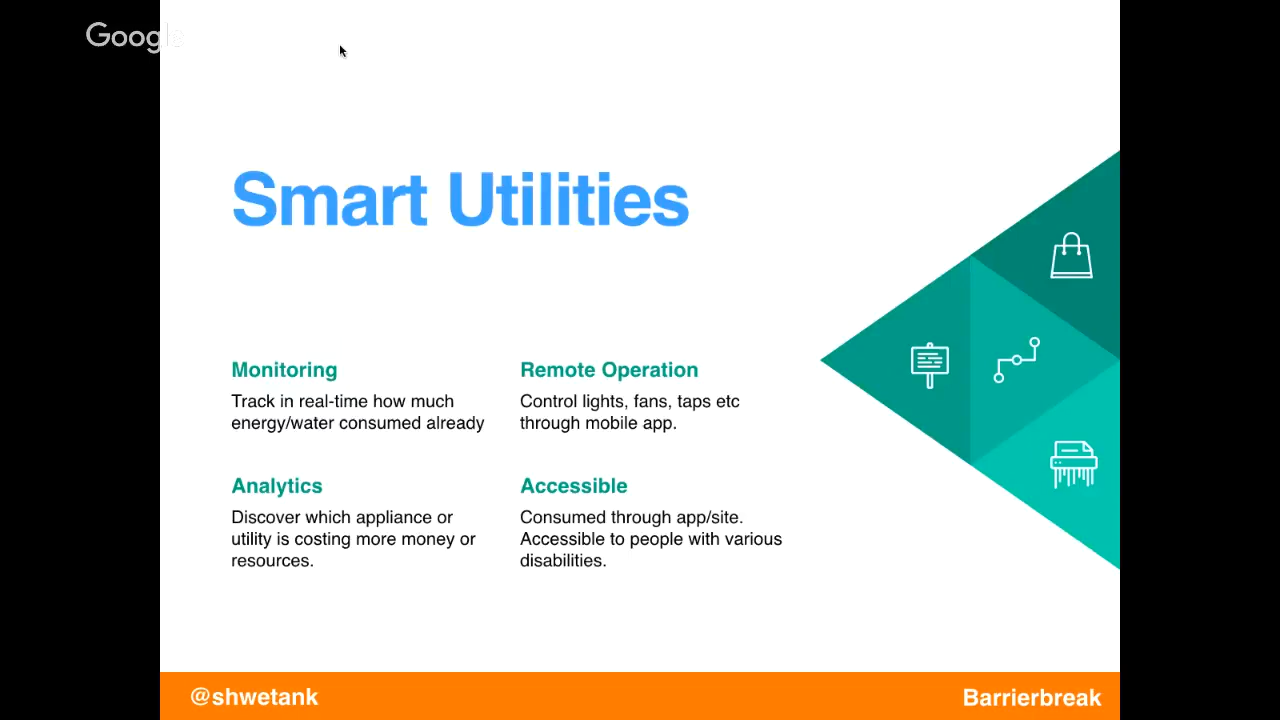 Google
Smart Utilities
Monitoring
Track in real-time how much
energy/water consumed already
Remote Operation
Control lights, fans, taps etc
through mobile app.
Analytics
Discover which appliance or
utility is costing more money or
resources.
Accessible
Consumed through app/site.
Accessible to people with various
disabilities.
@shwetank
Barrierbreak